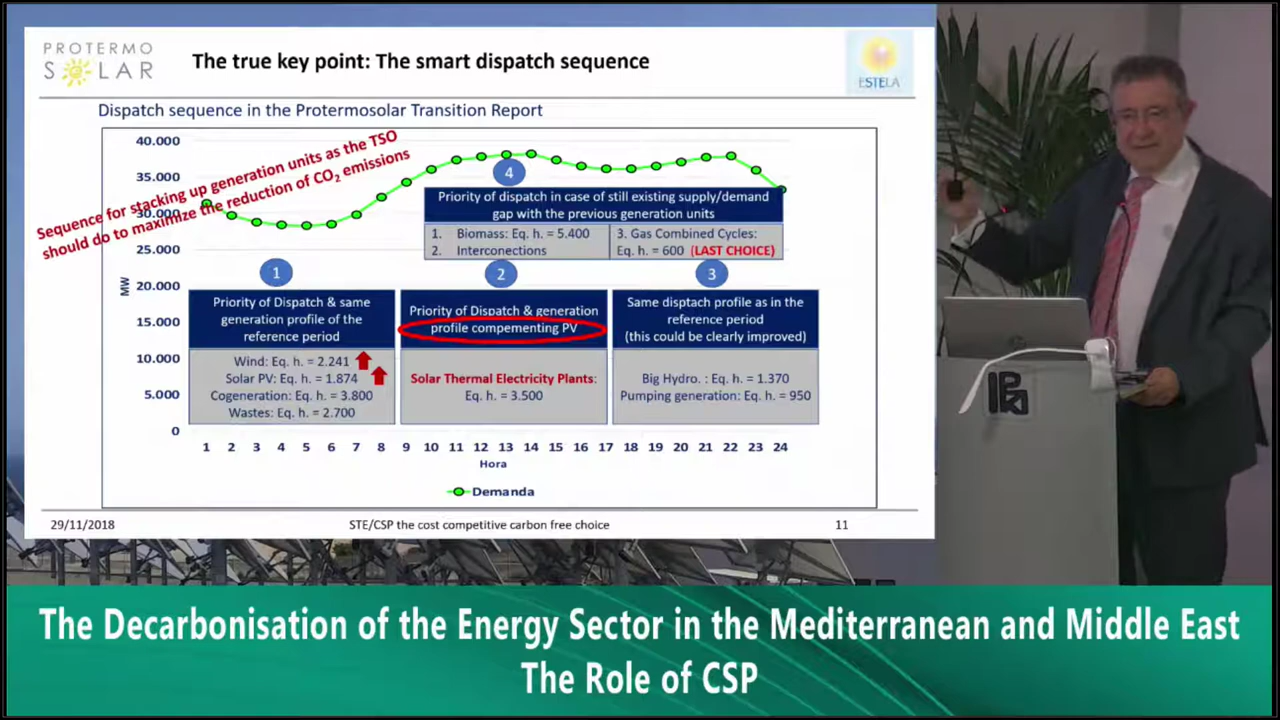 PROTERMO
SOLAR
The true key point: The smart dispatch sequence
ESTELA
Dispatch sequence in the Protermosolar Transition Report
Sequence for stacking up generation units as the TSO
should do to maximize the reduction of CO₂ emissions
40.000
35.000
30.000
25.000
20.000
15.000
10.000
5.000
0
MW
4
Priority of dispatch in case of still existing supply/demand
gap with the previous generation units
1. Biomass: Eq. h. = 5.400
2. Interconections
3. Gas Combined Cycles:
Eq. h. = 600 (LAST CHOICE)
1
Priority of Dispatch & same
generation profile of the
reference period
Wind: Eq. h. = 2.241
Solar PV: Eq. h. = 1.874
Cogeneration: Eq. h. = 3.800
Wastes: Eq. h. = 2.700
2
Priority of Dispatch & generation
profile compementing PV
Solar Thermal Electricity Plants:
Eq. h. = 3.500
3
Same disptach profile as in the
reference period
(this could be clearly improved)
Big Hydro. : Eq. h. = 1.370
Pumping generation: Eq. h. = 950
1 2 3 4 5 6 7 8 9 10 11 12 13 14 15 16 17 18 19 20 21 22 23 24
Hora
Demanda
29/11/2018
STE/CSP the cost competitive carbon free choice
11
The Decarbonisation of the Energy Sector in the Mediterranean and Middle East
The Role of CSP